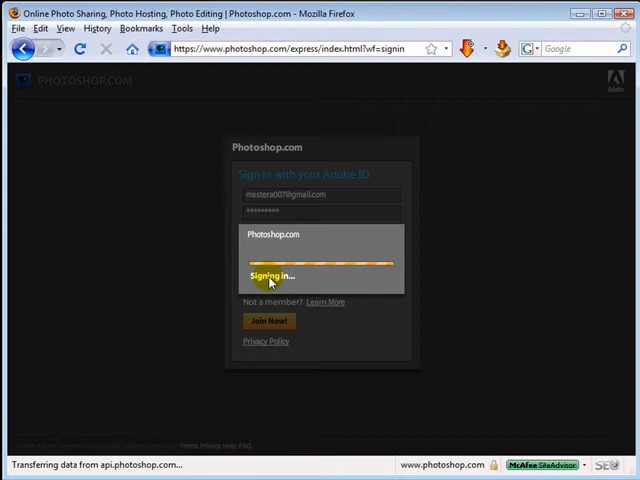 Online Photo Sharing, Photo Hosting, Photo Editing | Photoshop.com - Mozilla Firefox
File Edit View History Bookmarks Tools Help
https://www.photoshop.com/express/index.html?wf=signin
Google
PHOTOSHOP.COM
Adobe
Photoshop.com
Sign in with your Adobe ID
mastera007@gmail.com
*********
Photoshop.com
Signing in...
Not a member? Learn More
Join Now!
Privacy Policy
Terms Privacy Help FAQ
Transferring data from api.photoshop.com...
www.photoshop.com
McAfee SiteAdvisor
SEO